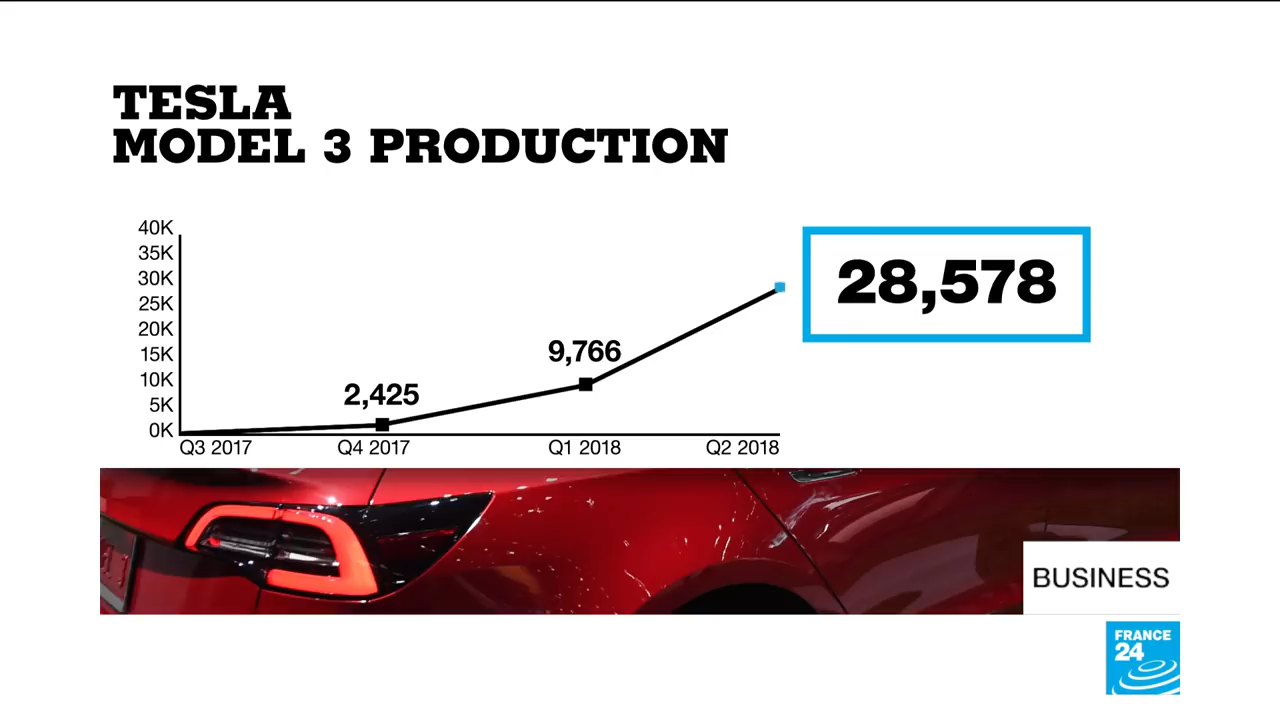 TESLA
MODEL 3 PRODUCTION
40K
35K
30K
25K
20K
15K
10K
5K
0K
2,425
9,766
28,578
Q3 2017
Q4 2017
Q1 2018
Q2 2018
BUSINESS
FRANCE
24